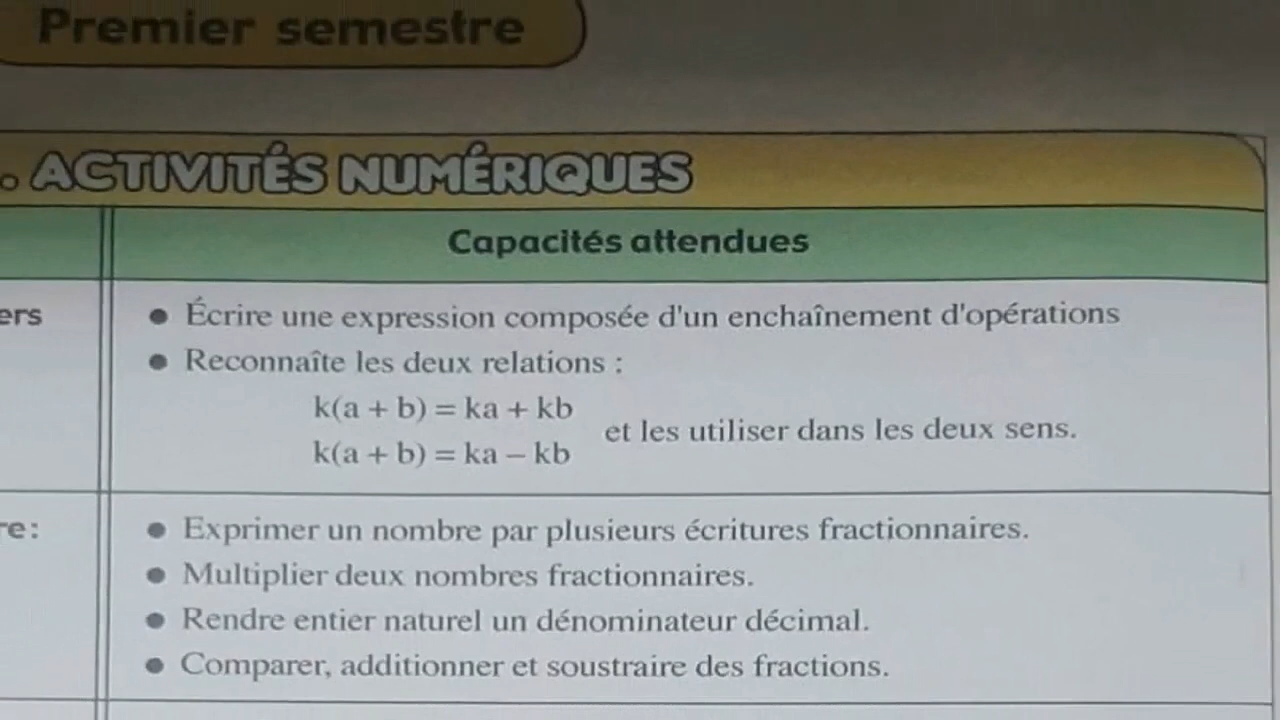 Premier semestre
. ACTIVITÉS NUMÉRIQUES
Capacités attendues
ers
● Écrire une expression composée d'un enchaînement d'opérations
● Reconnaîte les deux relations :
k(a + b) = ka + kb
k(a + b) = ka – kb
et les utiliser dans les deux sens.
re:
● Exprimer un nombre par plusieurs écritures fractionnaires.
● Multiplier deux nombres fractionnaires.
● Rendre entier naturel un dénominateur décimal.
● Comparer, additionner et soustraire des fractions.